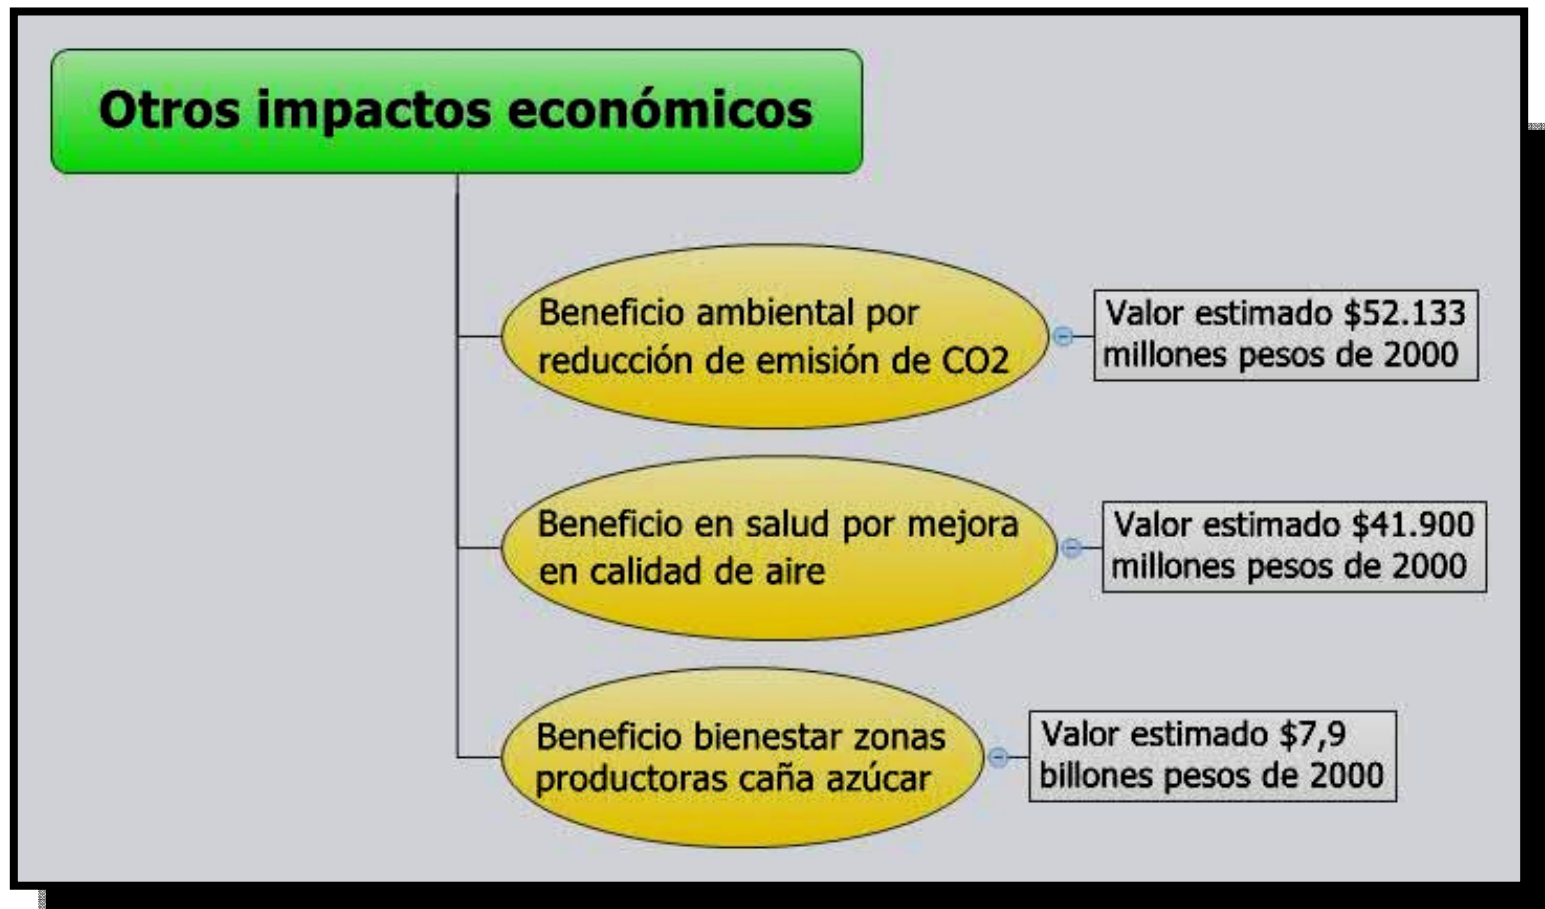 Otros impactos económicos
Beneficio ambiental por
reducción de emisión de CO2
Valor estimado $52.133
millones pesos de 2000
Beneficio en salud por mejora
en calidad de aire
Valor estimado $41.900
millones pesos de 2000
Beneficio bienestar zonas
productoras caña azúcar
Valor estimado $7,9
billones pesos de 2000